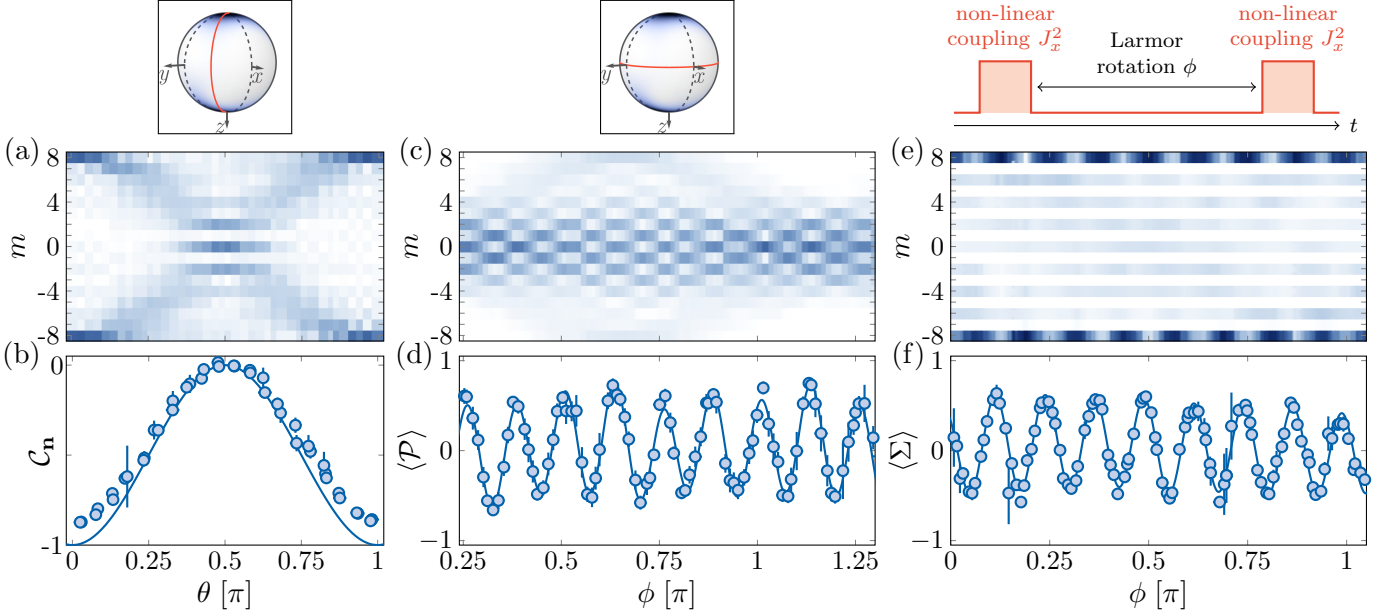 y
x
z
y
x
z
non-linear
coupling J_x^2
Larmor
rotation ϕ
non-linear
coupling J_x^2
t
(a)
8
4
0
-4
-8
m
(c)
8
4
0
-4
-8
m
(e)
8
4
0
-4
-8
m
(b)
0
-1
C_n
0
0.25
0.5
0.75
1
θ [π]
(d)
1
0
−1
⟨P⟩
0.25
0.5
0.75
1
1.25
ϕ [π]
(f)
1
0
−1
⟨Σ⟩
0
0.25
0.5
0.75
1
ϕ [π]